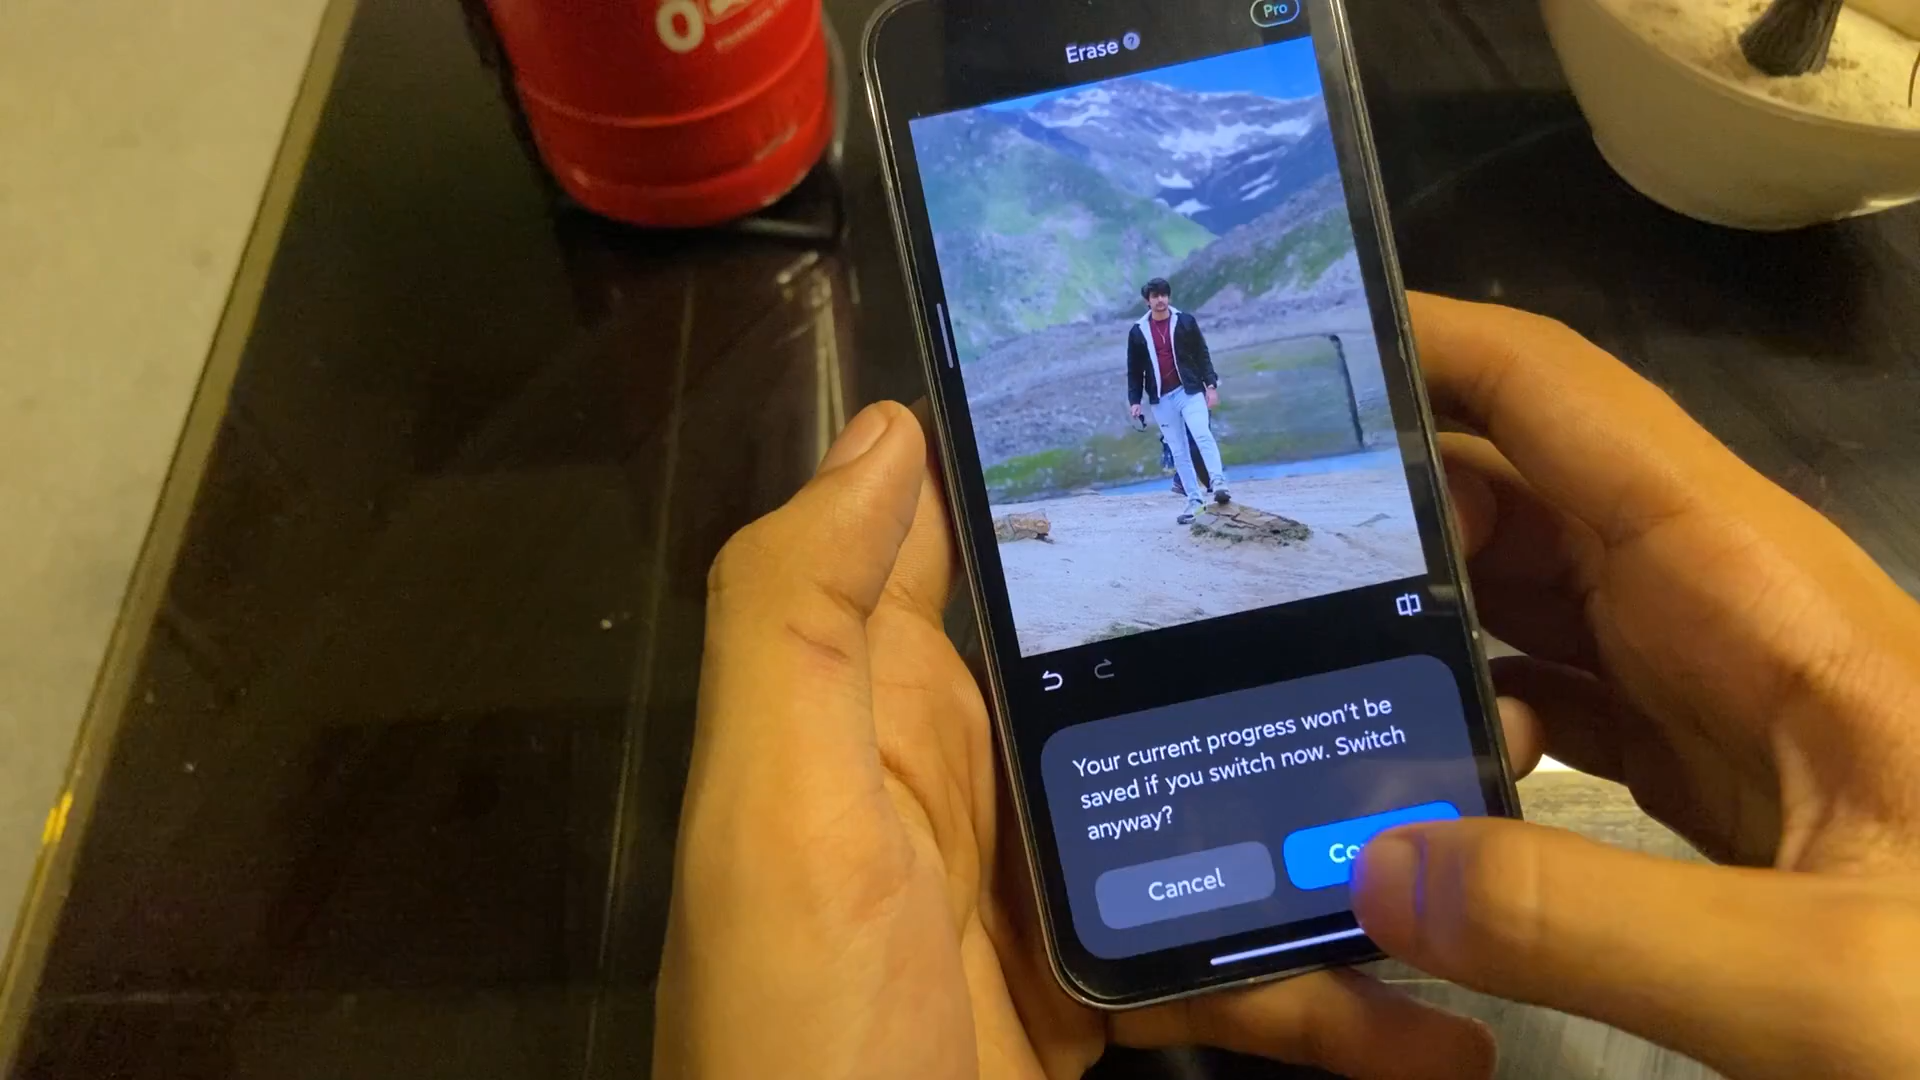 Pro
Erase ?
Your current progress won't be
saved if you switch now. Switch
anyway?
Cancel